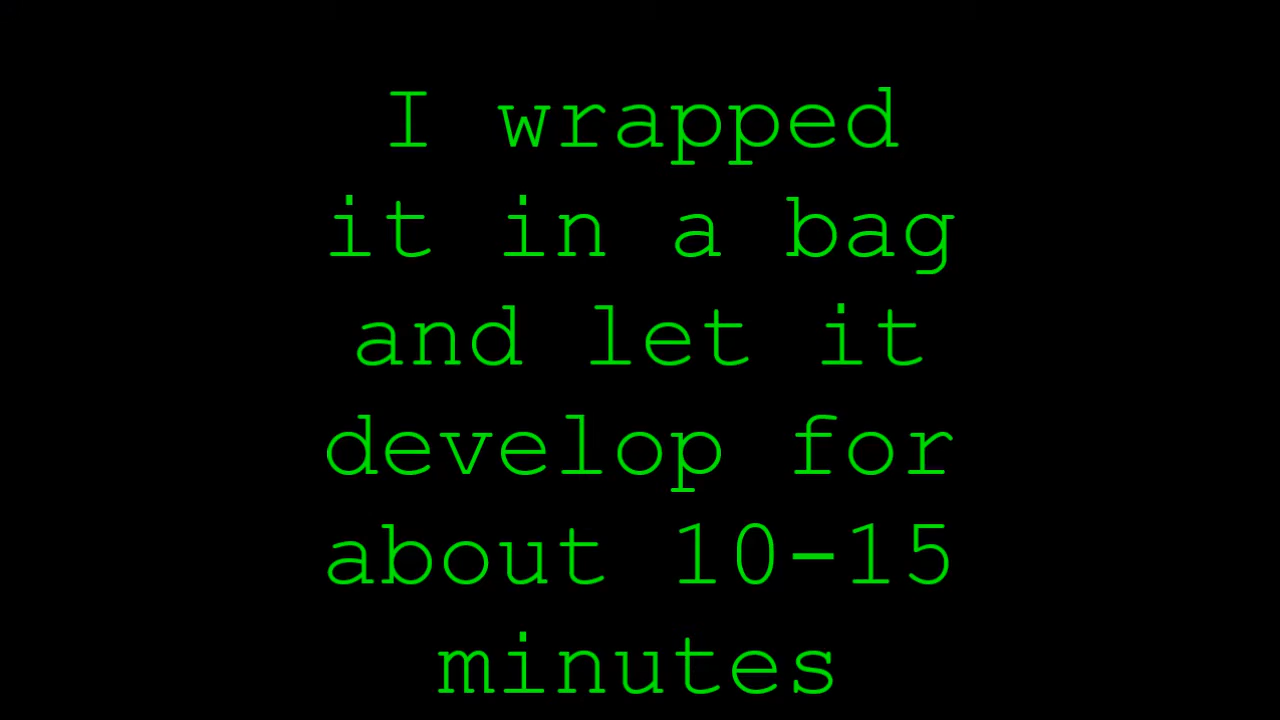 I wrapped
it in a bag
and let it
develop for
about 10-15
minutes